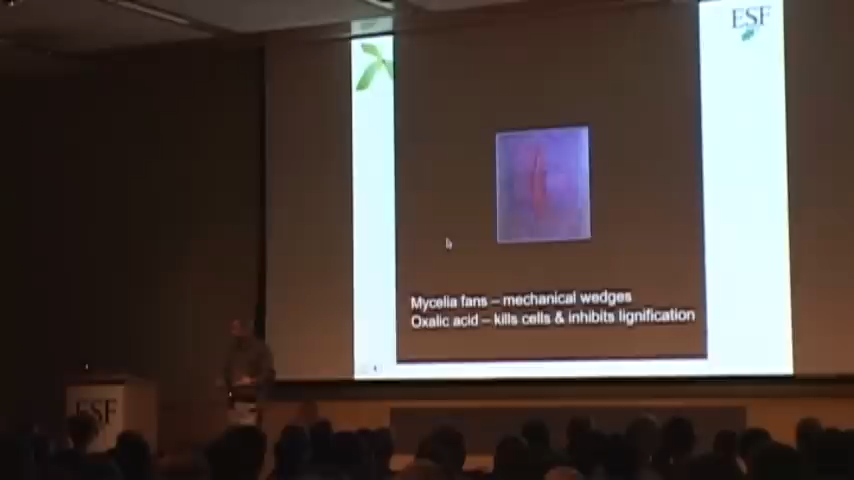 ESF
Mycelia fans – mechanical wedges
Oxalic acid – kills cells & inhibits lignification
ESF